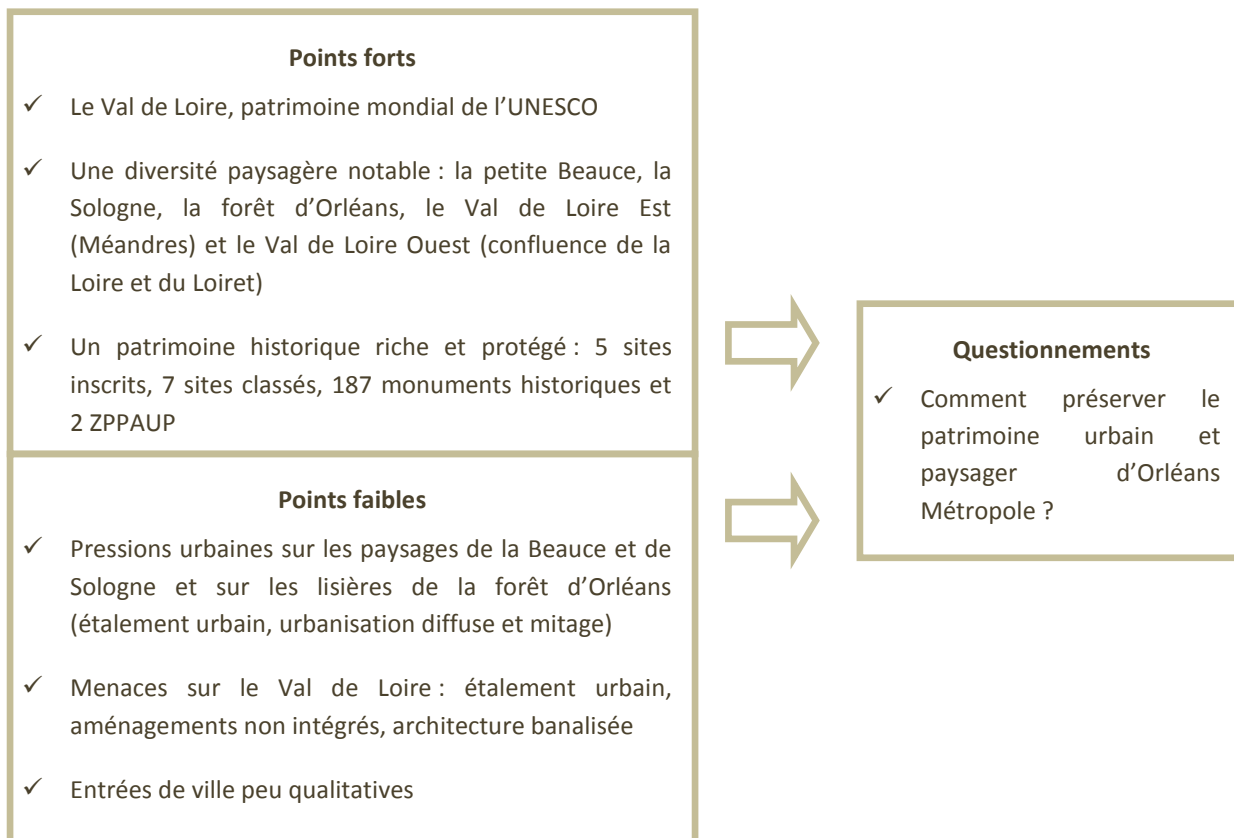 Points forts
✓ Le Val de Loire, patrimoine mondial de l’UNESCO
✓ Une diversité paysagère notable : la petite Beauce, la
Sologne, la forêt d’Orléans, le Val de Loire Est
(Méandres) et le Val de Loire Ouest (confluence de la
Loire et du Loiret)
✓ Un patrimoine historique riche et protégé : 5 sites
inscrits, 7 sites classés, 187 monuments historiques et
2 ZPPAUP
Points faibles
✓ Pressions urbaines sur les paysages de la Beauce et de
Sologne et sur les lisières de la forêt d’Orléans
(étalement urbain, urbanisation diffuse et mitage)
✓ Menaces sur le Val de Loire : étalement urbain,
aménagements non intégrés, architecture banalisée
✓ Entrées de ville peu qualitatives
Questionnements
✓ Comment préserver le
patrimoine urbain et
paysager d’Orléans
Métropole ?